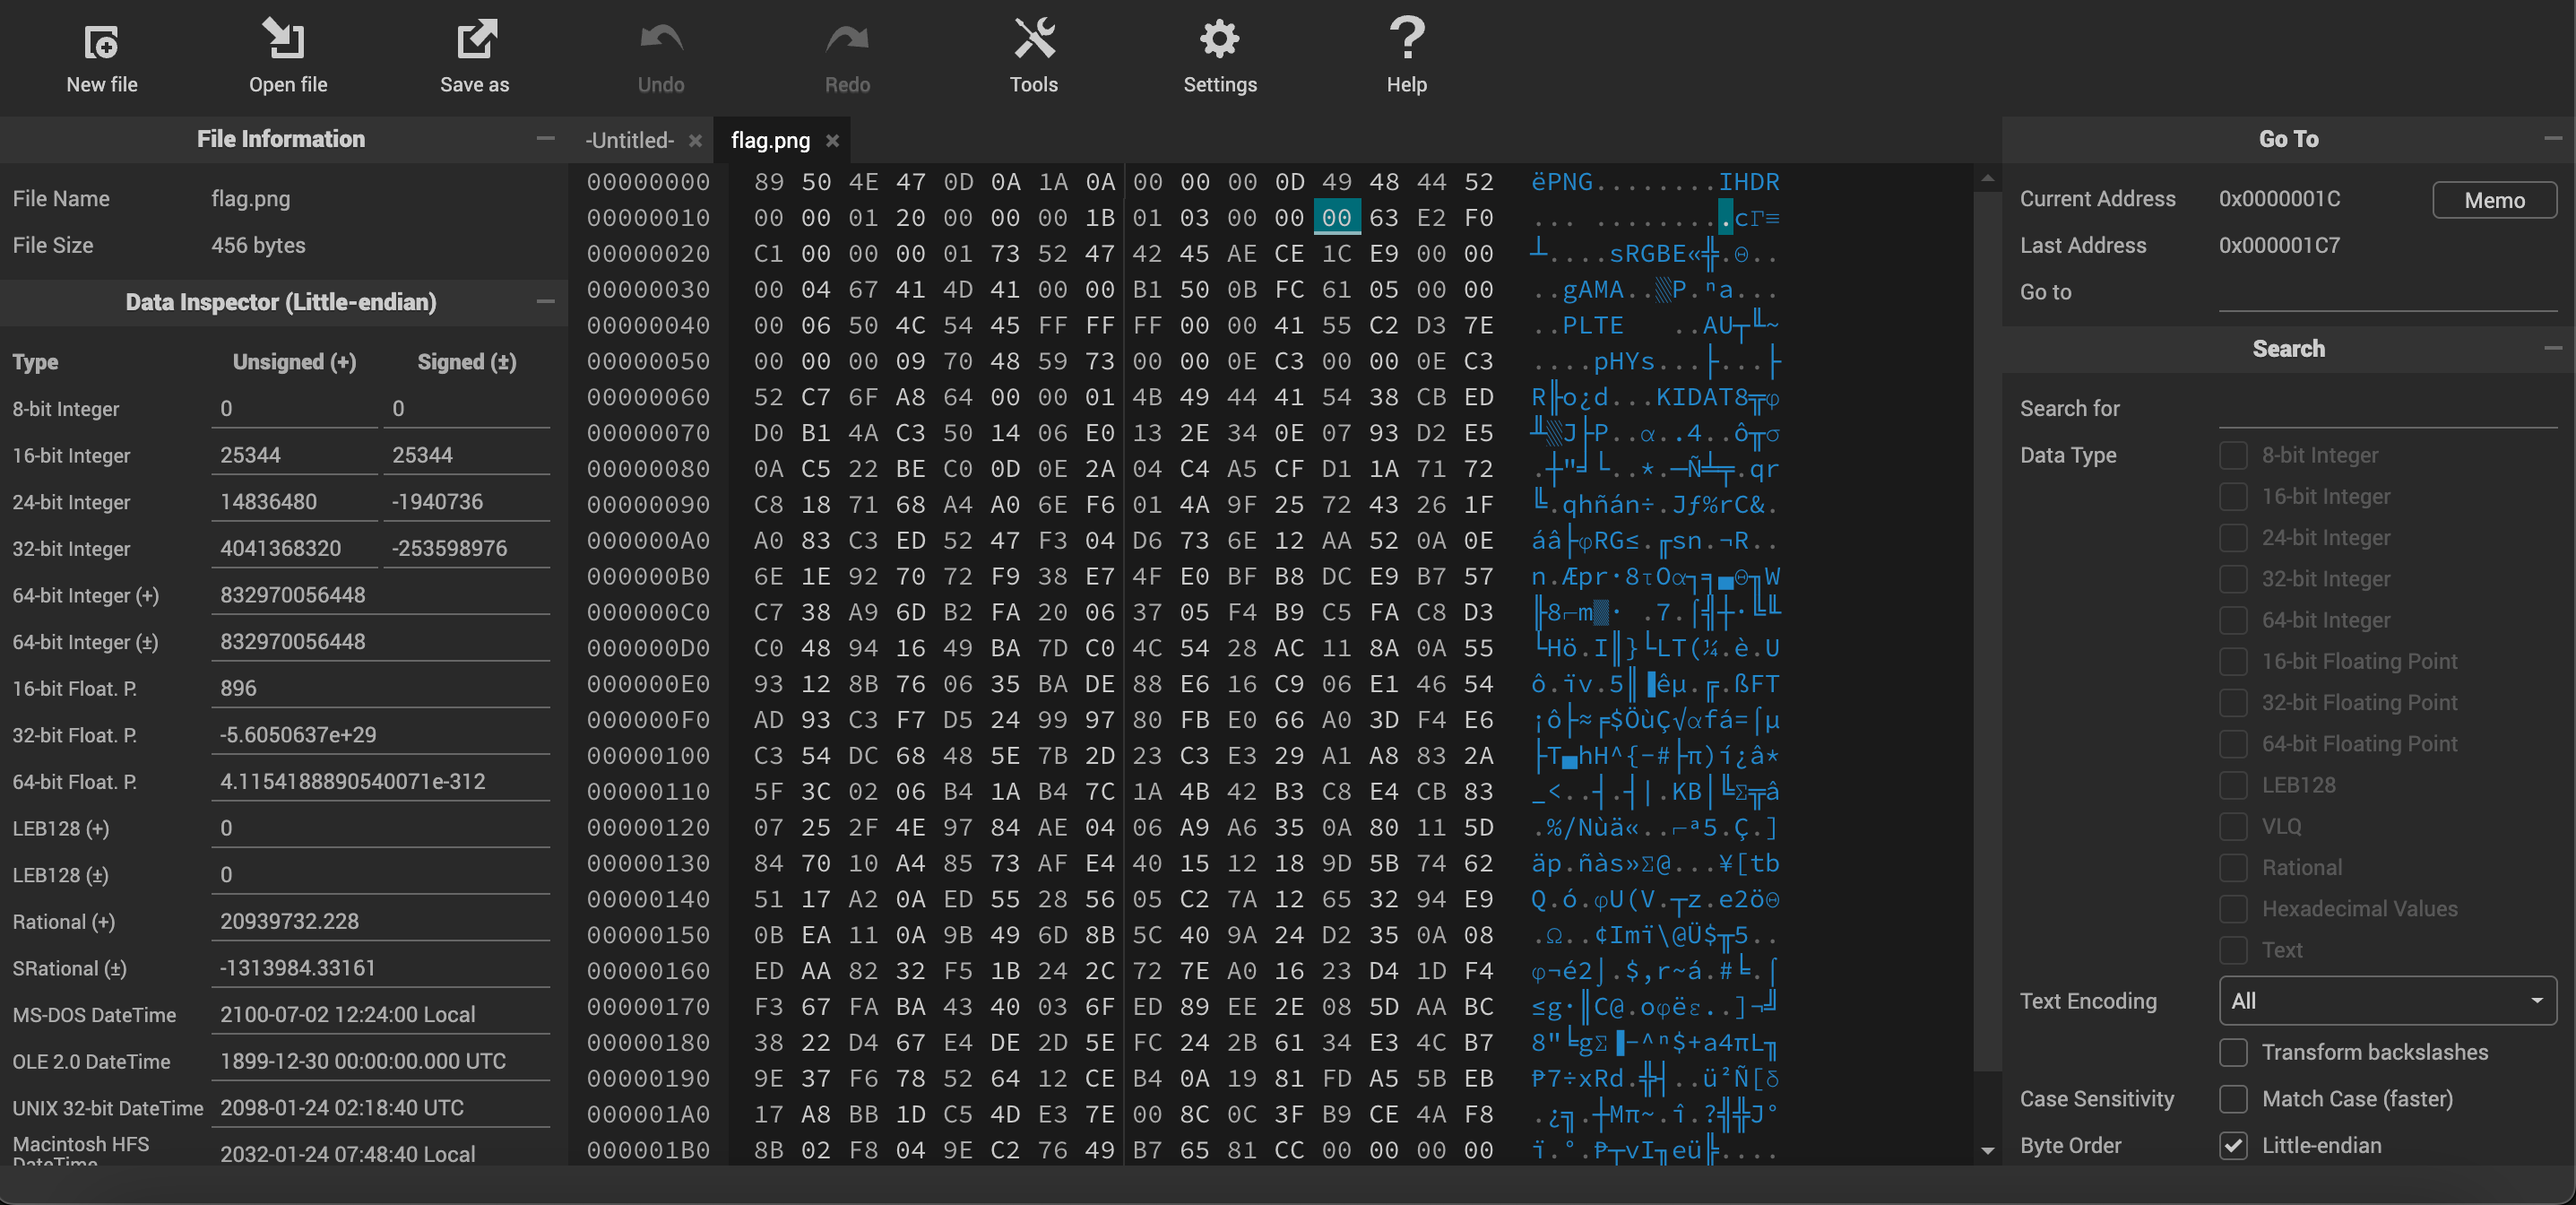 New file
Open file
Save as
Undo
Redo
Tools
Settings
Help
File Information
File Name flag.png
File Size 456 bytes
Data Inspector (Little-endian)
Type Unsigned (+) Signed (±)
8-bit Integer 0 0
16-bit Integer 25344 25344
24-bit Integer 14836480 -1940736
32-bit Integer 4041368320 -253598976
64-bit Integer (+) 832970056448
64-bit Integer (±) 832970056448
16-bit Float. P. 896
32-bit Float. P. -5.6050637e+29
64-bit Float. P. 4.1154188890540071e-312
LEB128 (+) 0
LEB128 (±) 0
Rational (+) 20939732.228
SRational (±) -1313984.33161
MS-DOS DateTime 2100-07-02 12:24:00 Local
OLE 2.0 DateTime 1899-12-30 00:00:00.000 UTC
UNIX 32-bit DateTime 2098-01-24 02:18:40 UTC
Macintosh HFS DateTime 2032-01-24 07:48:40 Local
-Untitled-
flag.png
00000000 89 50 4E 47 0D 0A 1A 0A 00 00 00 0D 49 48 44 52 ëPNG........IHDR
00000010 00 00 01 20 00 00 00 1B 01 03 00 00 00 63 E2 F0 ... .........cΓ≡
00000020 C1 00 00 00 01 73 52 47 42 45 AE CE 1C E9 00 00 ┴....sRGBE«╬.Θ..
00000030 00 04 67 41 4D 41 00 00 B1 50 0B FC 61 05 00 00 ..gAMA..▒P.ⁿa...
00000040 00 06 50 4C 54 45 FF FF FF 00 00 41 55 C2 D3 7E ..PLTE   ..AU┬╙~
00000050 00 00 00 09 70 48 59 73 00 00 0E C3 00 00 0E C3 ....pHYs...├...├
00000060 52 C7 6F A8 64 00 00 01 4B 49 44 41 54 38 CB ED R╟o¿d...KIDAT8╦φ
00000070 D0 B1 4A C3 50 14 06 E0 13 2E 34 0E 07 93 D2 E5 ╨▒J├P..α..4..ô╥σ
00000080 0A C5 22 BE C0 0D 0E 2A 04 C4 A5 CF D1 1A 71 72 .┼"╛└..*.─Ñ╧╤.qr
00000090 C8 18 71 68 A4 A0 6E F6 01 4A 9F 25 72 43 26 1F ╚.qhñán÷.Jƒ%rC&.
000000A0 A0 83 C3 ED 52 47 F3 04 D6 73 6E 12 AA 52 0A 0E áâ├φRG≤.╓sn.¬R..
000000B0 6E 1E 92 70 72 F9 38 E7 4F E0 BF B8 DC E9 B7 57 n.Æpr·8τOα┐╕▄Θ╖W
000000C0 C7 38 A9 6D B2 FA 20 06 37 05 F4 B9 C5 FA C8 D3 ╟8⌐m▓· .7.⌠╣┼·╚╙
000000D0 C0 48 94 16 49 BA 7D C0 4C 54 28 AC 11 8A 0A 55 └Hö.I║}└LT(¼.è.U
000000E0 93 12 8B 76 06 35 BA DE 88 E6 16 C9 06 E1 46 54 ô.ïv.5║▐êµ.╔.ßFT
000000F0 AD 93 C3 F7 D5 24 99 97 80 FB E0 66 A0 3D F4 E6 ¡ô├≈╒$ÖùÇ√αfá=⌠µ
00000100 C3 54 DC 68 48 5E 7B 2D 23 C3 E3 29 A1 A8 83 2A ├T▄hH^{-#├π)í¿â*
00000110 5F 3C 02 06 B4 1A B4 7C 1A 4B 42 B3 C8 E4 CB 83 _<..┤.┤|.KB│╚Σ╦â
00000120 07 25 2F 4E 97 84 AE 04 06 A9 A6 35 0A 80 11 5D .%/Nùä«..⌐ª5.Ç.]
00000130 84 70 10 A4 85 73 AF E4 40 15 12 18 9D 5B 74 62 äp.ñàs»Σ@...¥[tb
00000140 51 17 A2 0A ED 55 28 56 05 C2 7A 12 65 32 94 E9 Q.ó.φU(V.┬z.e2öΘ
00000150 0B EA 11 0A 9B 49 6D 8B 5C 40 9A 24 D2 35 0A 08 .Ω..¢Imï\@Ü$╥5..
00000160 ED AA 82 32 F5 1B 24 2C 72 7E A0 16 23 D4 1D F4 φ¬é2⌡.$,r~á.#╘.⌠
00000170 F3 67 FA BA 43 40 03 6F ED 89 EE 2E 08 5D AA BC ≤g·║C@.oφëε..]¬╝
00000180 38 22 D4 67 E4 DE 2D 5E FC 24 2B 61 34 E3 4C B7 8"╘gΣ▐-^ⁿ$+a4πL╖
00000190 9E 37 F6 78 52 64 12 CE B4 0A 19 81 FD A5 5B EB ₧7÷xRd.╬┤..ü²Ñ[δ
000001A0 17 A8 BB 1D C5 4D E3 7E 00 8C 0C 3F B9 CE 4A F8 .¿╗.┼Mπ~.î.?╣╬J°
000001B0 8B 02 F8 04 9E C2 76 49 B7 65 81 CC 00 00 00 00 ï.°.₧┬vI╖eü╠....
Go To
Current Address 0x0000001C Memo
Last Address 0x000001C7
Go to
Search
Search for
Data Type 8-bit Integer
16-bit Integer
24-bit Integer
32-bit Integer
64-bit Integer
16-bit Floating Point
32-bit Floating Point
64-bit Floating Point
LEB128
VLQ
Rational
Hexadecimal Values
Text
Text Encoding All
Transform backslashes
Case Sensitivity Match Case (faster)
Byte Order Little-endian